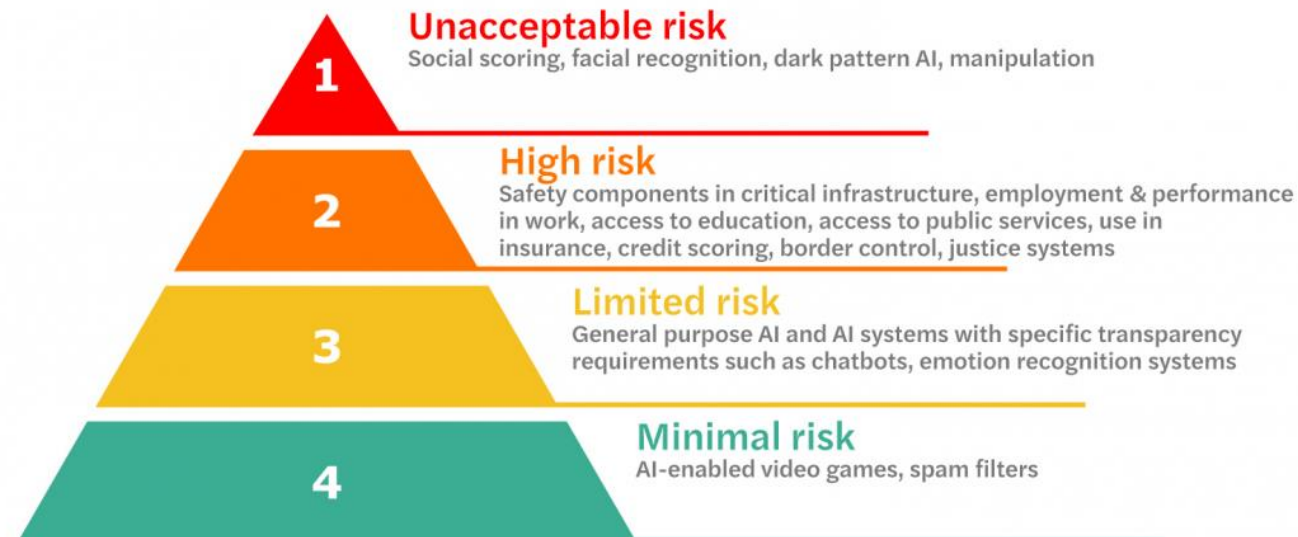 1
Unacceptable risk
Social scoring, facial recognition, dark pattern AI, manipulation
2
High risk
Safety components in critical infrastructure, employment & performance
in work, access to education, access to public services, use in
insurance, credit scoring, border control, justice systems
3
Limited risk
General purpose AI and AI systems with specific transparency
requirements such as chatbots, emotion recognition systems
4
Minimal risk
AI-enabled video games, spam filters